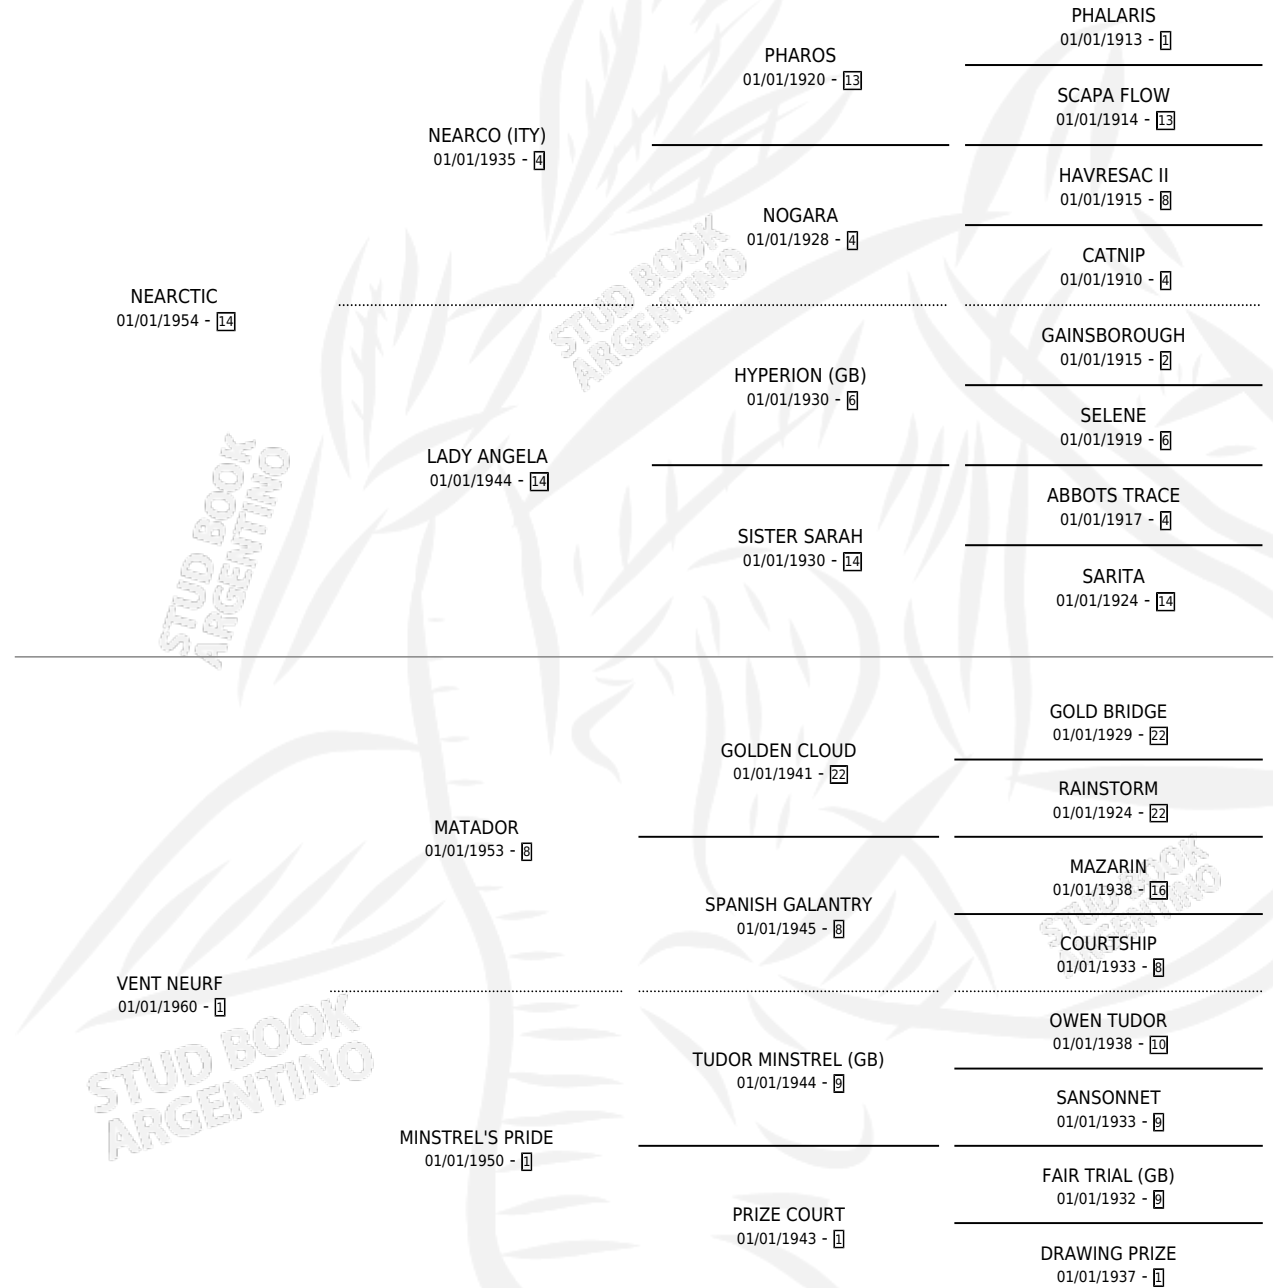 PHALARIS
01/01/1913 - 1
PHAROS
01/01/1920 - 13
SCAPA FLOW
01/01/1914 - 13
NEARCO (ITY)
01/01/1935 - 4
HAVRESAC II
01/01/1915 - 8
NOGARA
01/01/1928 - 4
CATNIP
01/01/1910 - 4
NEARCTIC
01/01/1954 - 14
GAINSBOROUGH
01/01/1915 - 2
HYPERION (GB)
01/01/1930 - 6
SELENE
01/01/1919 - 6
LADY ANGELA
01/01/1944 - 14
ABBOTS TRACE
01/01/1917 - 4
SISTER SARAH
01/01/1930 - 14
SARITA
01/01/1924 - 14
GOLD BRIDGE
01/01/1929 - 22
GOLDEN CLOUD
01/01/1941 - 22
RAINSTORM
01/01/1924 - 22
MATADOR
01/01/1953 - 8
MAZARIN
01/01/1938 - 16
SPANISH GALANTRY
01/01/1945 - 8
COURTSHIP
01/01/1933 - 8
VENT NEURF
01/01/1960 - 1
OWEN TUDOR
01/01/1938 - 10
TUDOR MINSTREL (GB)
01/01/1944 - 9
SANSONNET
01/01/1933 - 9
MINSTREL'S PRIDE
01/01/1950 - 1
FAIR TRIAL (GB)
01/01/1932 - 9
PRIZE COURT
01/01/1943 - 1
DRAWING PRIZE
01/01/1937 - 1
STUD BOOK
ARGENTINO
STUD BOOK
ARGENTINO
STUD BOOK
ARGENTINO
STUD BOOK
ARGENTINO